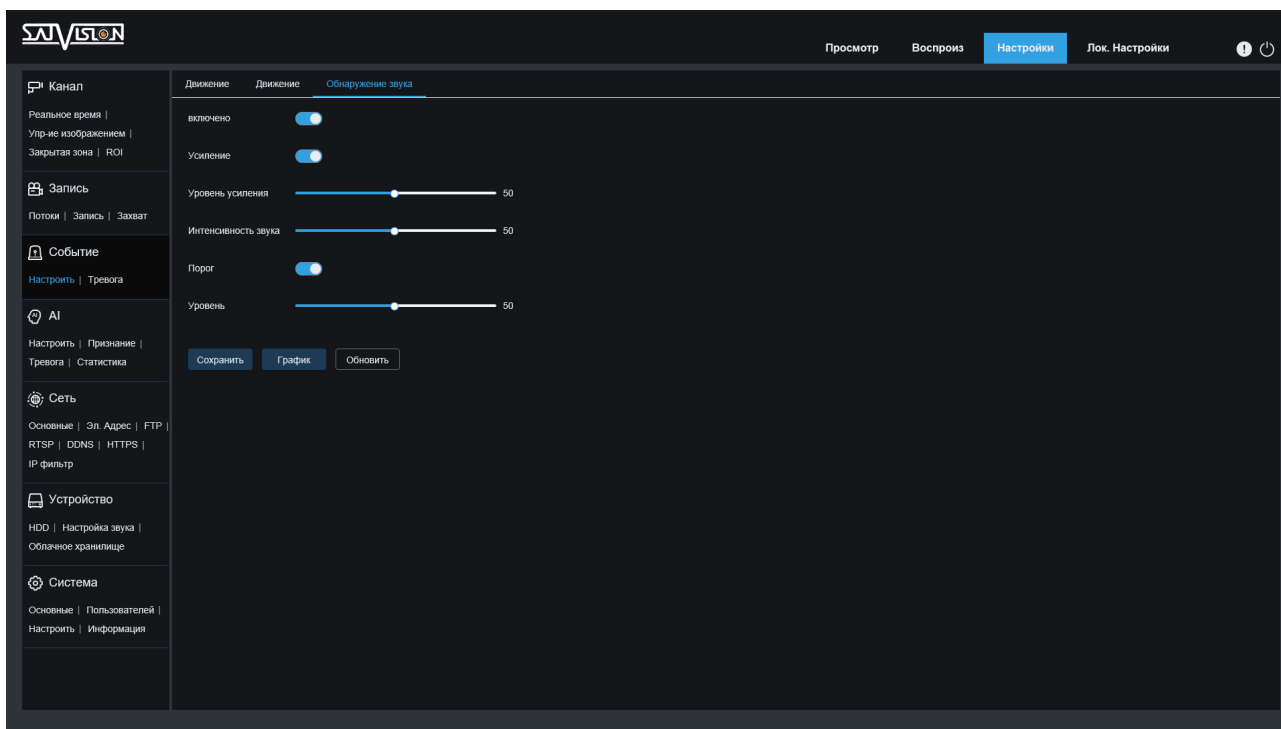 SATVISION
Просмотр Воспроиз Настройки Лок. Настройки
Канал
Реальное время |
Упр-ие изображением |
Закрытая зона | ROI
Запись
Потоки | Запись | Захват
Событие
Настроить | Тревога
AI
Настроить | Признание |
Тревога | Статистика
Сеть
Основные | Эл. Адрес | FTP |
RTSP | DDNS | HTTPS |
IP фильтр
Устройство
HDD | Настройка звука |
Облачное хранилище
Система
Основные | Пользователей |
Настроить | Информация
Движение Движение Обнаружение звука
включено
Усиление
Уровень усиления 50
Интенсивность звука 50
Порог
Уровень 50
Сохранить График Обновить